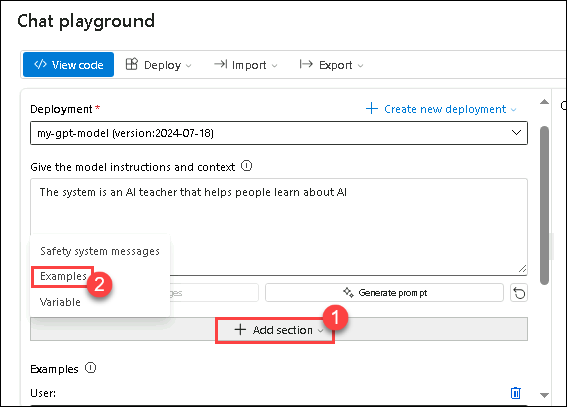 Chat playground
</> View code Deploy Import Export
Deployment * + Create new deployment
my-gpt-model (version:2024-07-18)
Give the model instructions and context
The system is an AI teacher that helps people learn about AI
Safety system messages
Examples 2
Generate prompt
Variable
1
+ Add section
Examples
User: